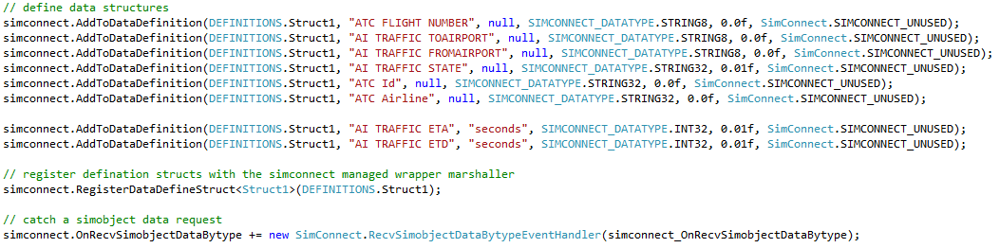 // define data structures
simconnect.AddToDataDefinition(DEFINITIONS.Struct1, "ATC FLIGHT NUMBER", null, SIMCONNECT_DATATYPE.STRING8, 0.0f, SimConnect.SIMCONNECT_UNUSED);
simconnect.AddToDataDefinition(DEFINITIONS.Struct1, "AI TRAFFIC TOAIRPORT", null, SIMCONNECT_DATATYPE.STRING8, 0.0f, SimConnect.SIMCONNECT_UNUSED);
simconnect.AddToDataDefinition(DEFINITIONS.Struct1, "AI TRAFFIC FROMAIRPORT", null, SIMCONNECT_DATATYPE.STRING8, 0.0f, SimConnect.SIMCONNECT_UNUSED);
simconnect.AddToDataDefinition(DEFINITIONS.Struct1, "AI TRAFFIC STATE", null, SIMCONNECT_DATATYPE.STRING32, 0.01f, SimConnect.SIMCONNECT_UNUSED);
simconnect.AddToDataDefinition(DEFINITIONS.Struct1, "ATC Id", null, SIMCONNECT_DATATYPE.STRING32, 0.0f, SimConnect.SIMCONNECT_UNUSED);
simconnect.AddToDataDefinition(DEFINITIONS.Struct1, "ATC Airline", null, SIMCONNECT_DATATYPE.STRING32, 0.0f, SimConnect.SIMCONNECT_UNUSED);
simconnect.AddToDataDefinition(DEFINITIONS.Struct1, "AI TRAFFIC ETA", "seconds", SIMCONNECT_DATATYPE.INT32, 0.01f, SimConnect.SIMCONNECT_UNUSED);
simconnect.AddToDataDefinition(DEFINITIONS.Struct1, "AI TRAFFIC ETD", "seconds", SIMCONNECT_DATATYPE.INT32, 0.01f, SimConnect.SIMCONNECT_UNUSED);
// register defination structs with the simconnect managed wrapper marshaller
simconnect.RegisterDataDefineStruct<Struct1>(DEFINITIONS.Struct1);
// catch a simobject data request
simconnect.OnRecvSimobjectDataBytype += new SimConnect.RecvSimobjectDataBytypeEventHandler(simconnect_OnRecvSimobjectDataBytype);